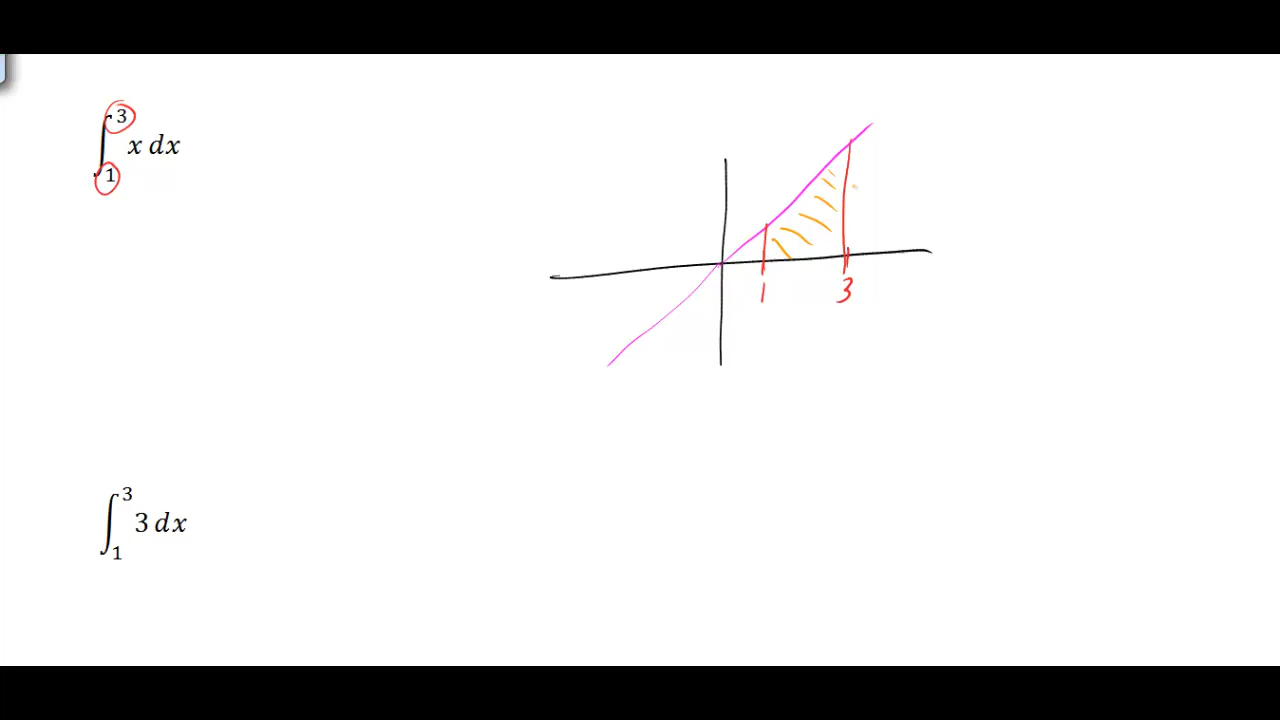 ∫₁³ x dx
1 3
∫₁³ 3 dx